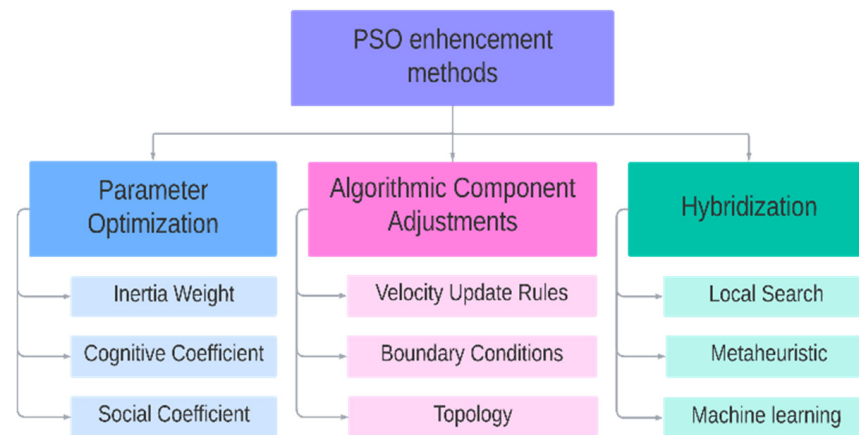 PSO enhencement
methods
Parameter
Optimization
Inertia Weight
Cognitive Coefficient
Social Coefficient
Algorithmic Component
Adjustments
Velocity Update Rules
Boundary Conditions
Topology
Hybridization
Local Search
Metaheuristic
Machine learning